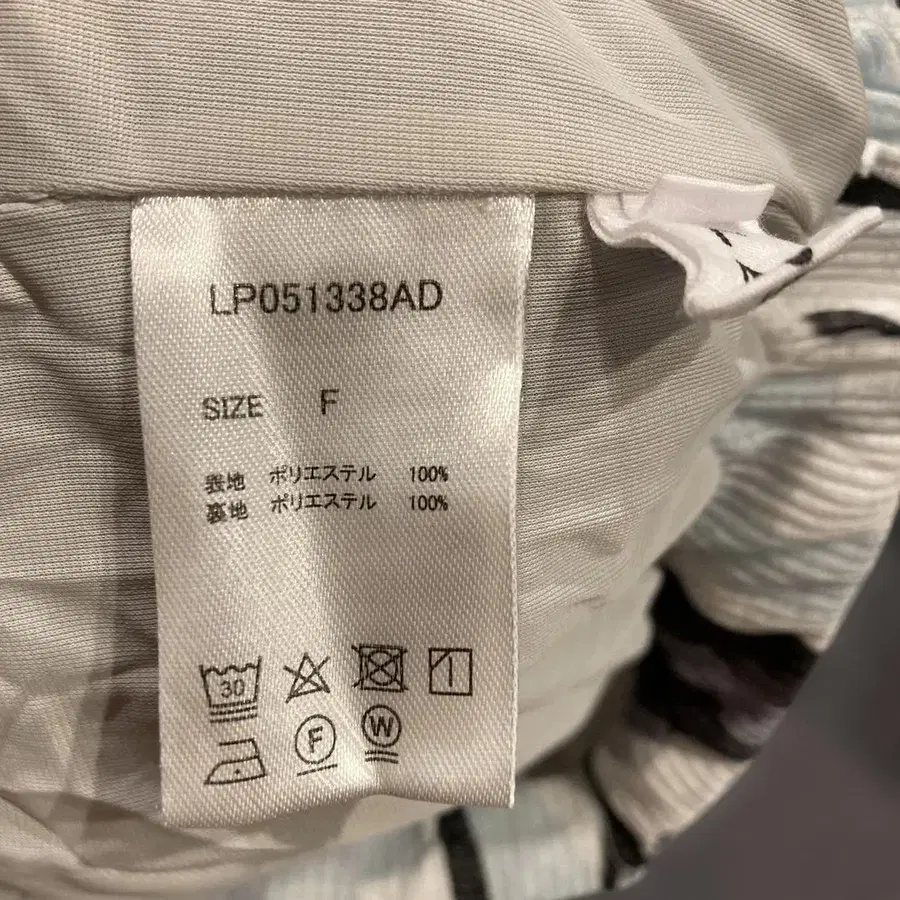 LP051338AD
SIZE F
表地 ポリエステル 100%
裏地 ポリエステル 100%
30
F W